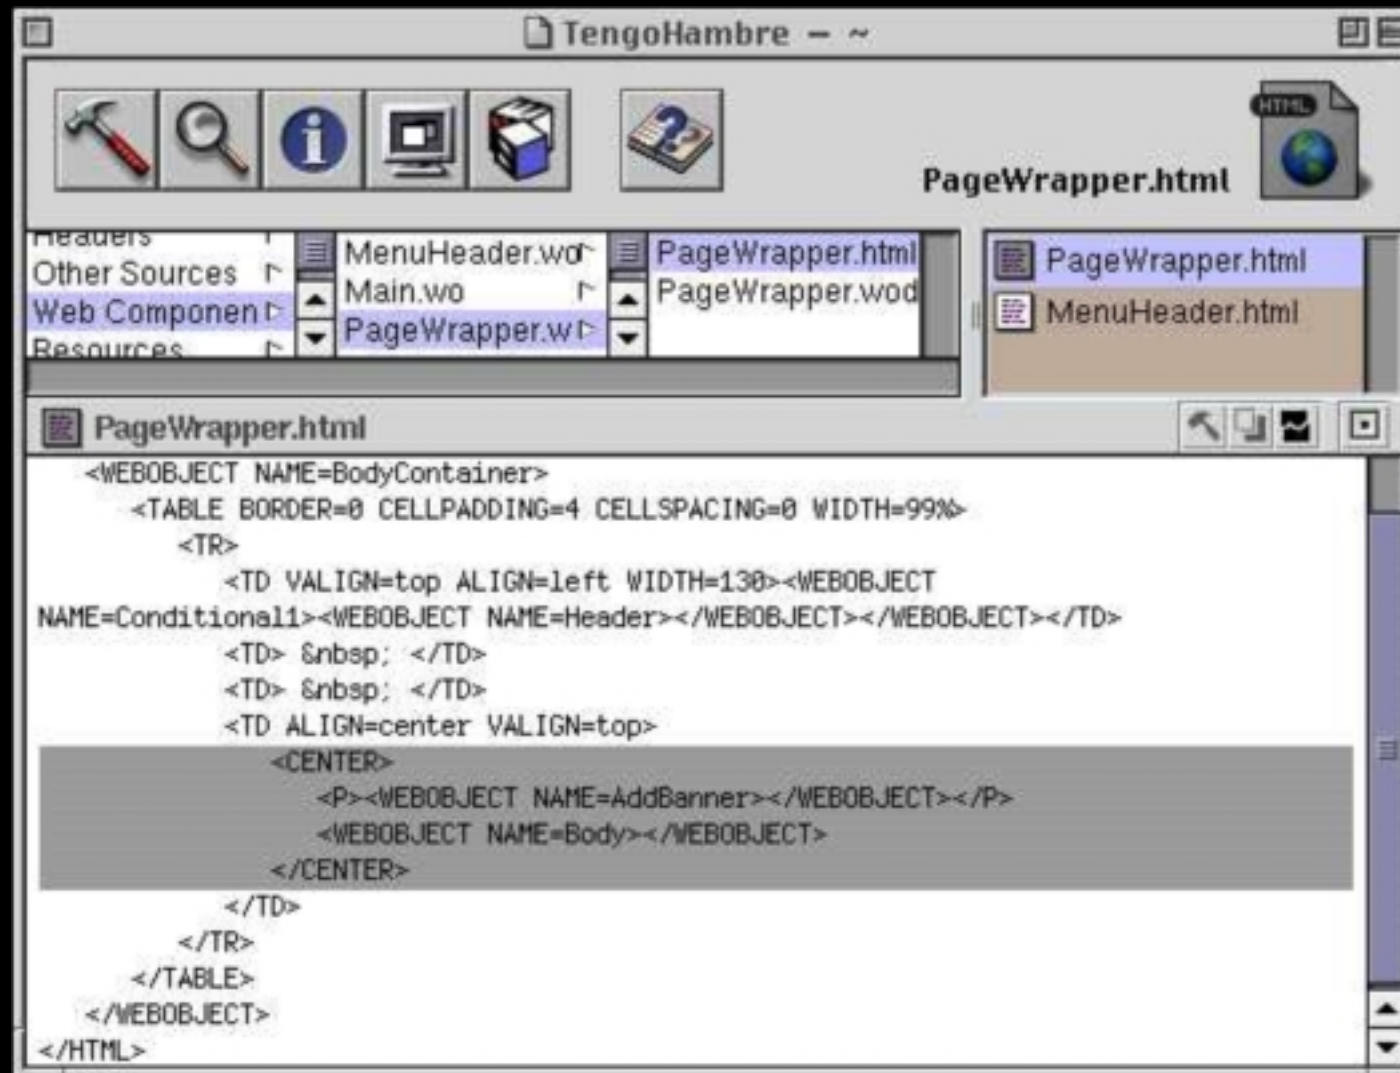 TengoHambre — ~
HTML
PageWrapper.html
Headers
Other Sources
Web Componen
Resources
MenuHeader.wo
Main.wo
PageWrapper.w
PageWrapper.html
PageWrapper.wod
PageWrapper.html
MenuHeader.html
PageWrapper.html
<WEBOBJECT NAME=BodyContainer>
<TABLE BORDER=0 CELLPADDING=4 CELLSPACING=0 WIDTH=99%>
<TR>
<TD VALIGN=top ALIGN=left WIDTH=130><WEBOBJECT
NAME=Conditional1><WEBOBJECT NAME=Header></WEBOBJECT></WEBOBJECT></TD>
<TD> &nbsp; </TD>
<TD> &nbsp; </TD>
<TD ALIGN=center VALIGN=top>
<CENTER>
<P><WEBOBJECT NAME=AddBanner></WEBOBJECT></P>
<WEBOBJECT NAME=Body></WEBOBJECT>
</CENTER>
</TD>
</TR>
</TABLE>
</WEBOBJECT>
</HTML>